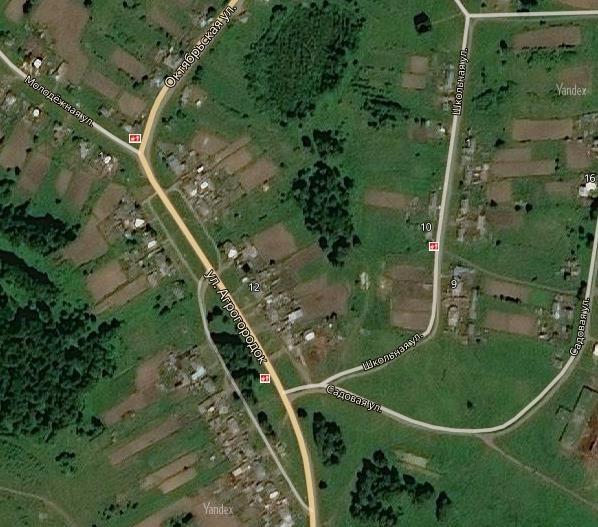 Октябрьская ул.
Молодёжная ул.
Школьная ул.
Yandex
16
10
9
ул. Агрогородок
12
Школьная ул.
Садовая ул.
Садовая ул.
Yandex